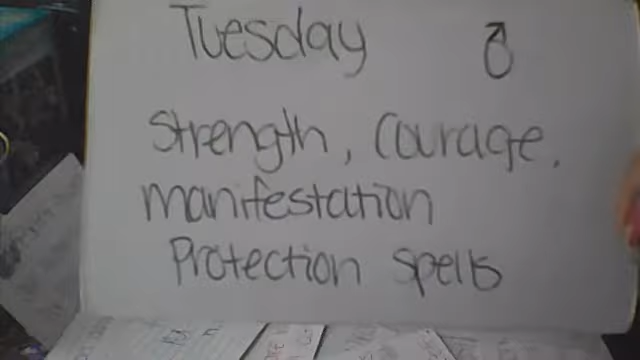 Tuesday ♂
Strength, Courage,
manifestation
Protection spells